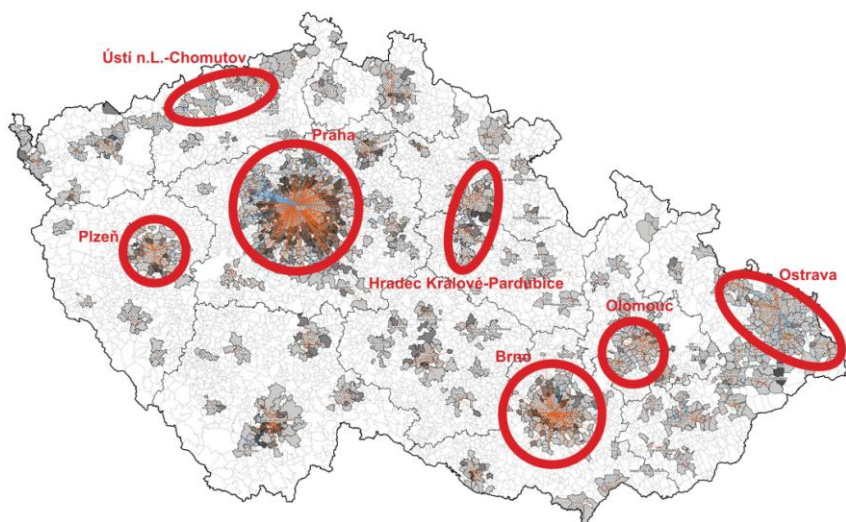 Ústí n.L.-Chomutov
Praha
Plzeň
Hradec Králové-Pardubice
Ostrava
Olomouc
Brno